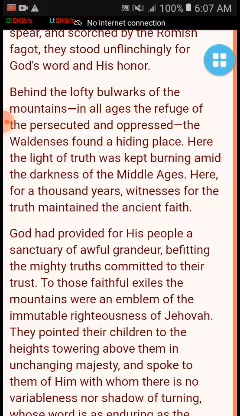 0KB/s U:0KB/s No internet connection 100% 6:07 AM
spear, and scorched by the Romish
fagot, they stood unflinchingly for
God's word and His honor.
Behind the lofty bulwarks of the
mountains—in all ages the refuge of
the persecuted and oppressed—the
Waldenses found a hiding place. Here
the light of truth was kept burning amid
the darkness of the Middle Ages. Here,
for a thousand years, witnesses for the
truth maintained the ancient faith.
God had provided for His people a
sanctuary of awful grandeur, befitting
the mighty truths committed to their
trust. To those faithful exiles the
mountains were an emblem of the
immutable righteousness of Jehovah.
They pointed their children to the
heights towering above them in
unchanging majesty, and spoke to
them of Him with whom there is no
variableness nor shadow of turning,
whose word is as enduring as the